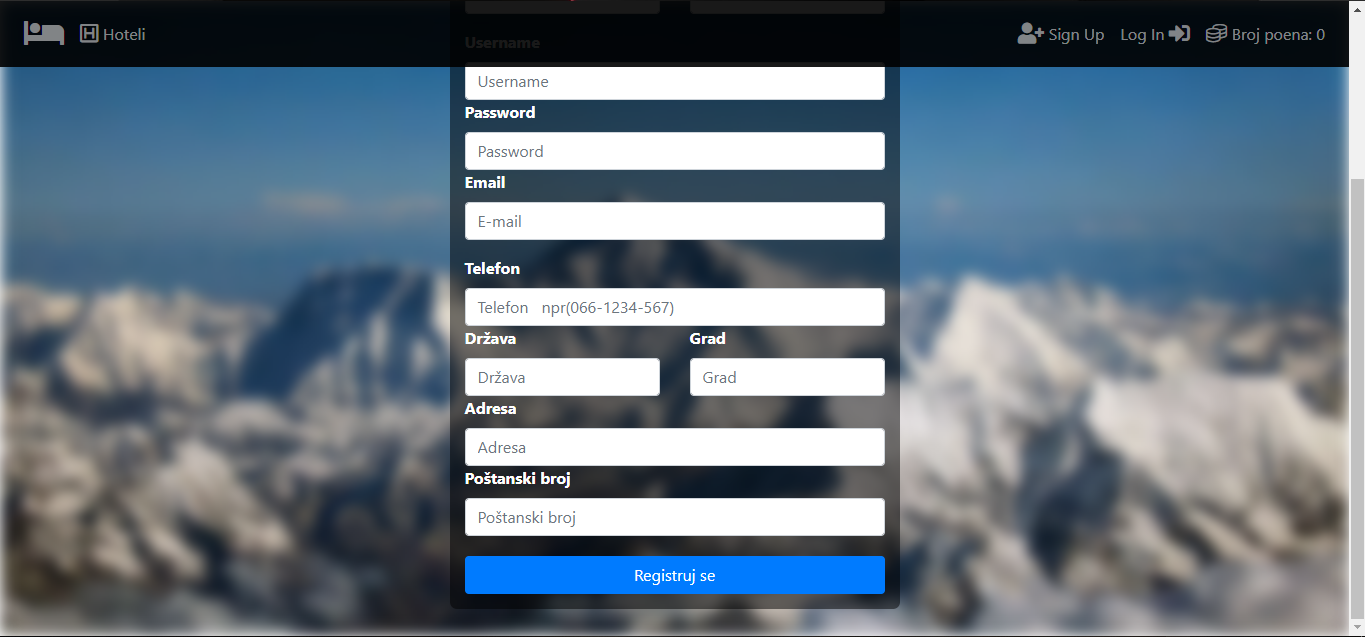 Hoteli Sign Up Log In Broj poena: 0
Username
Username
Password
Password
Email
E-mail
Telefon
Telefon npr(066-1234-567)
Država Grad
Država Grad
Adresa
Adresa
Poštanski broj
Poštanski broj
Registruj se